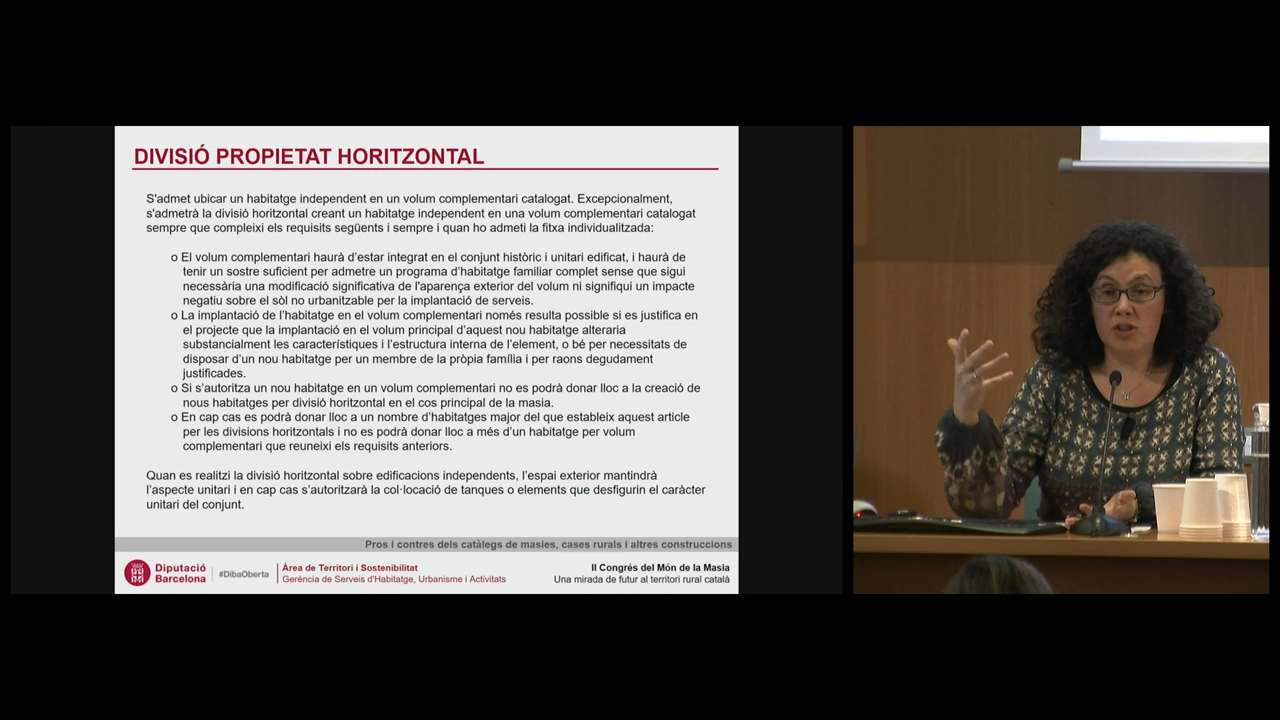 DIVISIÓ PROPIETAT HORITZONTAL
S'admet ubicar un habitatge independent en un volum complementari catalogat. Excepcionalment,
s'admetrà la divisió horitzontal creant un habitatge independent en una volum complementari catalogat
sempre que compleixi els requisits següents i sempre i quan ho admeti la fitxa individualitzada:
o El volum complementari haurà d'estar integrat en el conjunt històric i unitari edificat, i haurà de
tenir un sostre suficient per admetre un programa d'habitatge familiar complet sense que sigui
necessària una modificació significativa de l'aparença exterior del volum ni signifiqui un impacte
negatiu sobre el sòl no urbanitzable per la implantació de serveis.
o La implantació de l'habitatge en el volum complementari només resulta possible si es justifica en
el projecte que la implantació en el volum principal d'aquest nou habitatge alteraria
substancialment les característiques i l'estructura interna de l'element, o bé per necessitats de
disposar d'un nou habitatge per un membre de la pròpia família i per raons degudament
justificades.
o Si s'autoritza un nou habitatge en un volum complementari no es podrà donar lloc a la creació de
nous habitatges per divisió horitzontal en el cos principal de la masia.
o En cap cas es podrà donar lloc a un nombre d'habitatges major del que estableix aquest article
per les divisions horitzontals i no es podrà donar lloc a més d'un habitatge per volum
complementari que reuneixi els requisits anteriors.
Quan es realitzi la divisió horitzontal sobre edificacions independents, l'espai exterior mantindrà
l'aspecte unitari i en cap cas s'autoritzarà la col·locació de tanques o elements que desfigurin el caràcter
unitari del conjunt.
Pros i contres dels catàlegs de masies, cases rurals i altres construccions
Diputació
Barcelona
#DibaOberta
Àrea de Territori i Sostenibilitat
Gerència de Serveis d'Habitatge, Urbanisme i Activitats
II Congrés del Món de la Masia
Una mirada de futur al territori rural català